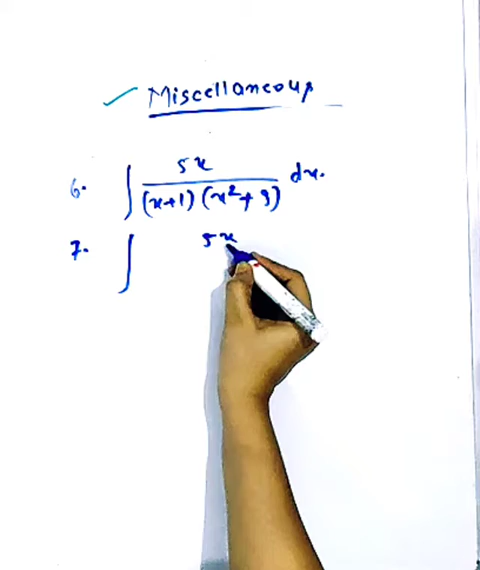 ✓ Miscellaneous
6. ∫ 5x / (x+1) (x²+9) dx.
7. ∫ 5x